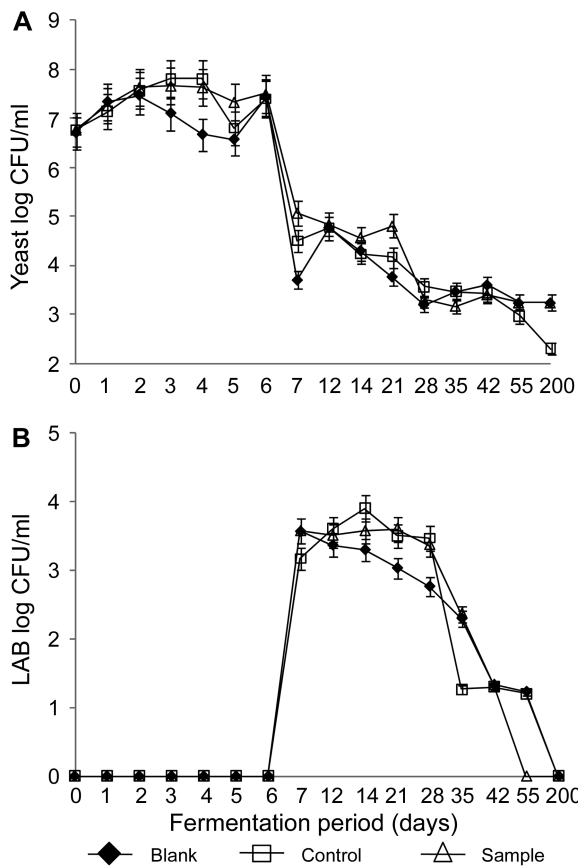 A
Yeast log CFU/ml
9
8
7
6
5
4
3
2
0 1 2 3 4 5 6 7 12 14 21 28 35 42 55 200
B
LAB log CFU/ml
5
4
3
2
1
0
0 1 2 3 4 5 6 7 12 14 21 28 35 42 55 200
Fermentation period (days)
Blank Control Sample